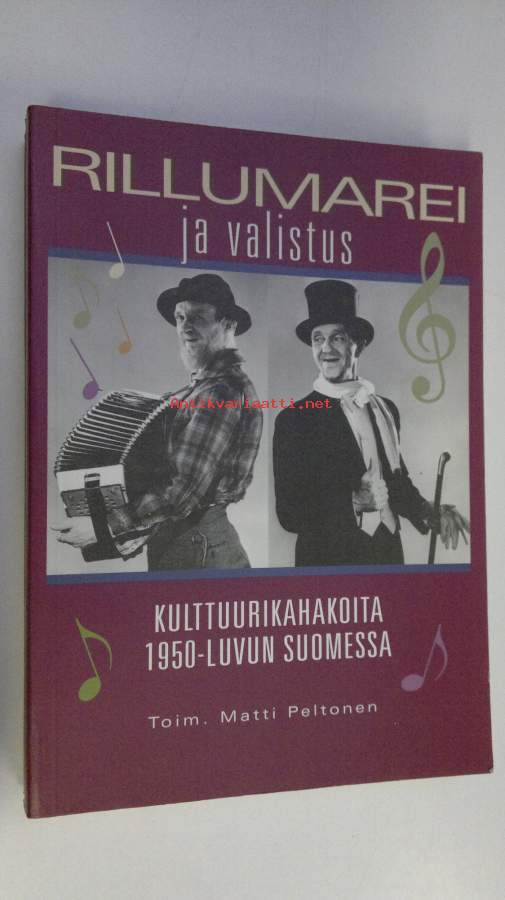 RILLUMAREI
ja valistus
Antikvariaatti.net
KULTTUURIKAHAKOITA
1950-LUVUN SUOMESSA
Toim. Matti Peltonen